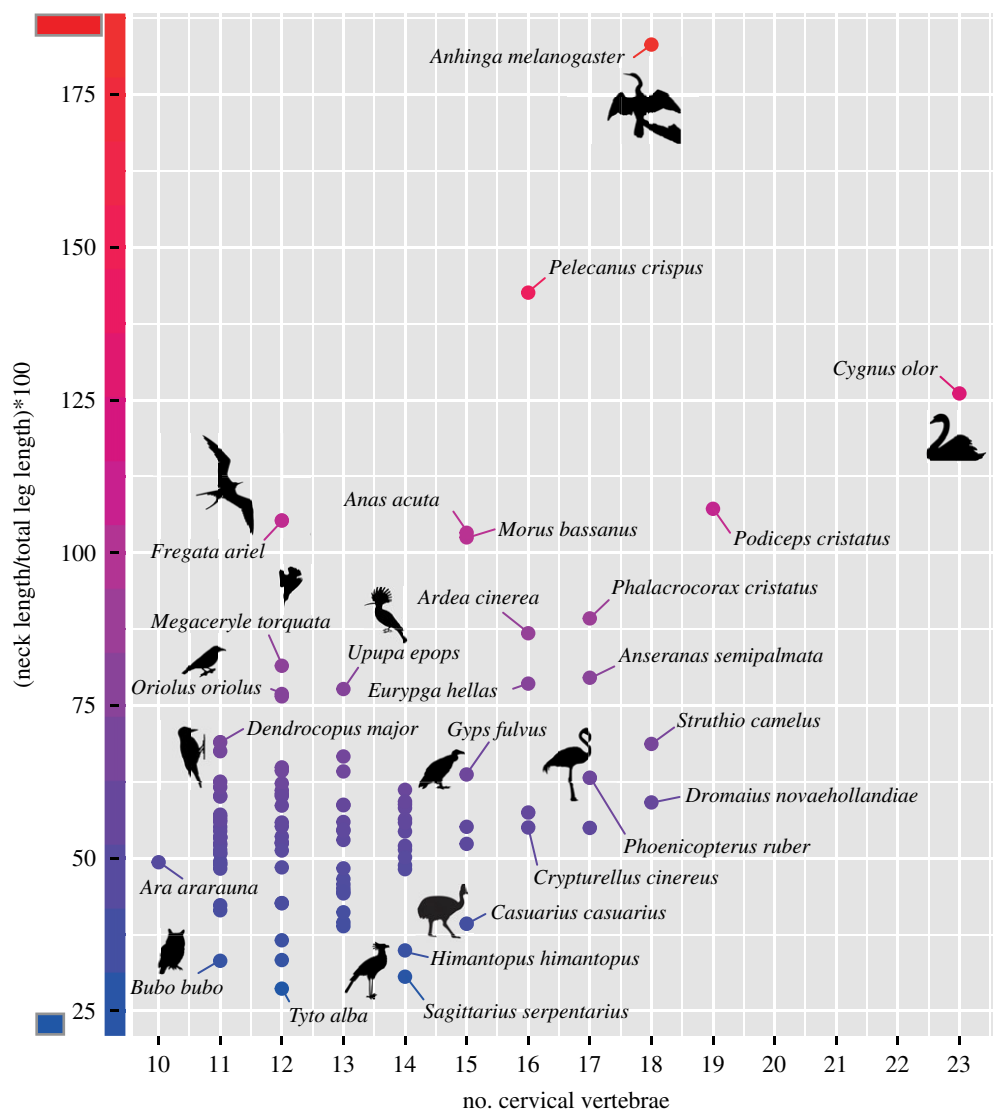 Anhinga melanogaster
175
150
Pelecanus crispus
(neck length/total leg length)*100
Cygnus olor
125
Anas acuta
Morus bassanus
Podiceps cristatus
100
Fregata ariel
Ardea cinerea
Phalacrocorax cristatus
Megaceryle torquata
Upupa epops
Anseranas semipalmata
Oriolus oriolus
Eurypga hellas
75
Dendrocopus major
Gyps fulvus
Struthio camelus
Dromaius novaehollandiae
Phoenicopterus ruber
50
Ara ararauna
Crypturellus cinereus
Casuarius casuarius
Himantopus himantopus
Bubo bubo
Tyto alba
Sagittarius serpentarius
25
10 11 12 13 14 15 16 17 18 19 20 21 22 23
no. cervical vertebrae